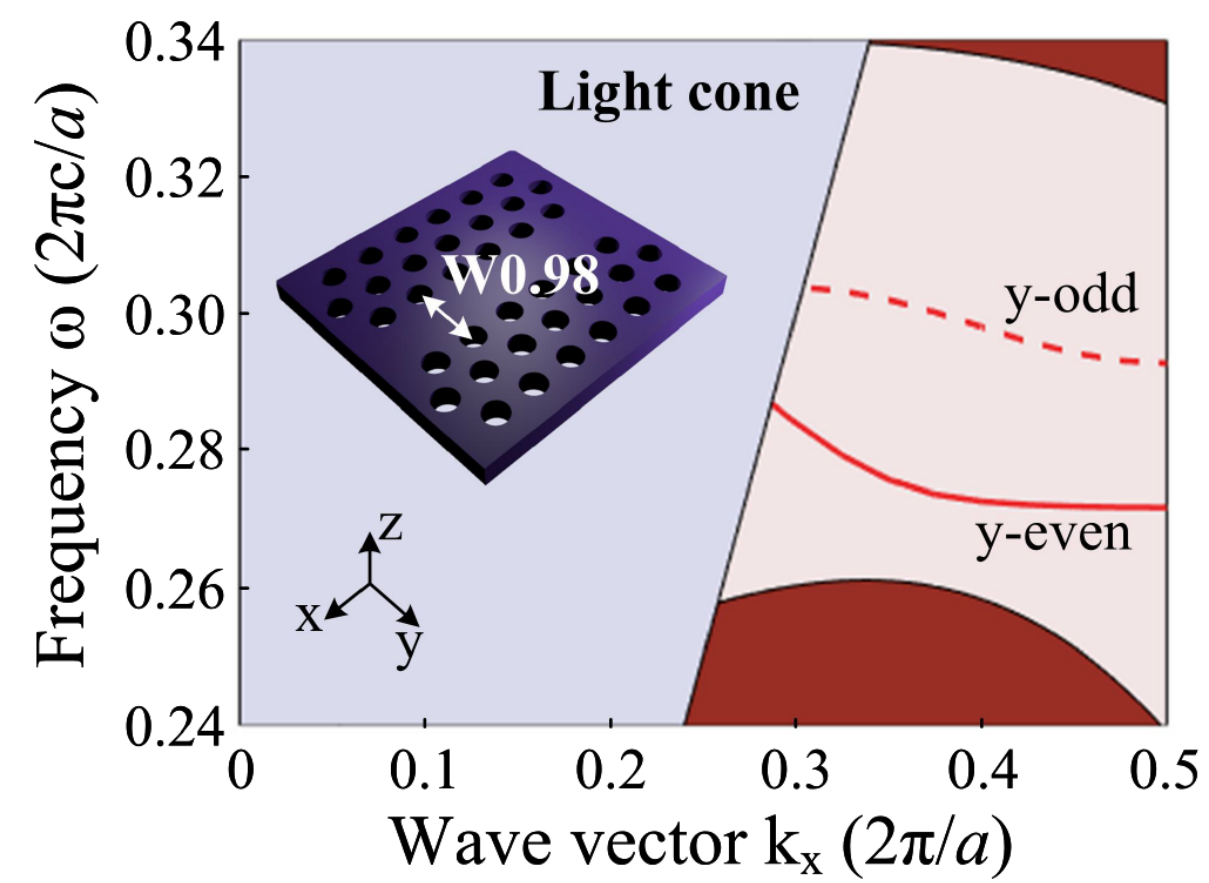 Frequency ω (2πc/a)
0.34
0.32
0.30
0.28
0.26
0.24
Light cone
W0.98
y-odd
y-even
z
x
y
0
0.1
0.2
0.3
0.4
0.5
Wave vector kₓ (2π/a)